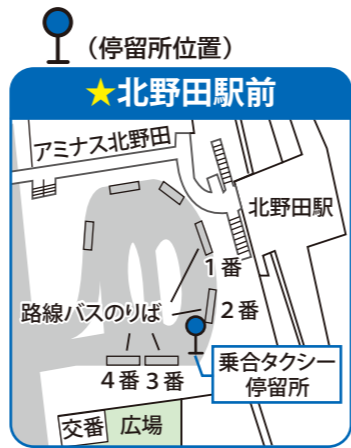 (停留所位置)
★北野田駅前
アミナス北野田
北野田駅
1番
路線バスのりば
2番
4番 3番
乗合タクシー
停留所
交番 広場